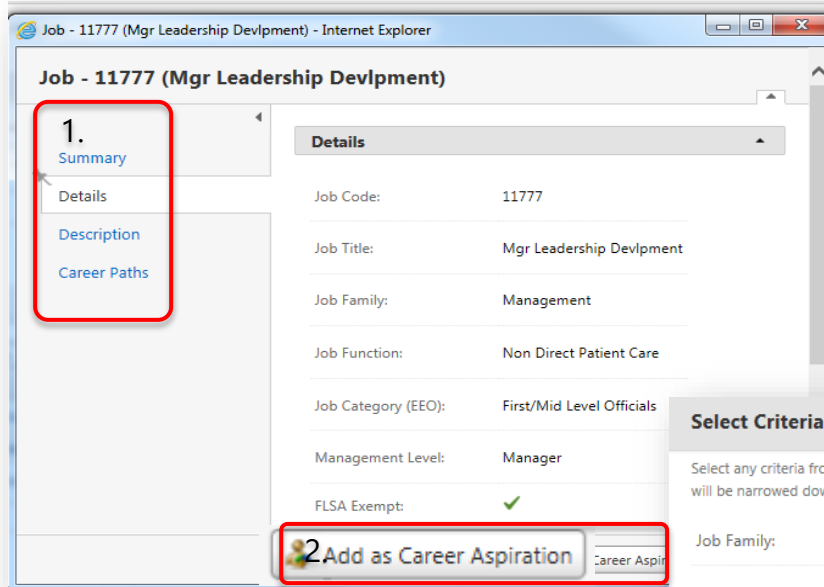 Job - 11777 (Mgr Leadership Devlpment) - Internet Explorer
Job - 11777 (Mgr Leadership Devlpment)
1.
Summary
Details
Description
Career Paths
Details
Job Code: 11777
Job Title: Mgr Leadership Devlpment
Job Family: Management
Job Function: Non Direct Patient Care
Job Category (EEO): First/Mid Level Officials
Management Level: Manager
FLSA Exempt: ✓
2. Add as Career Aspiration
Career Aspir
Select Criteria
Select any criteria fro
will be narrowed dow
Job Family: